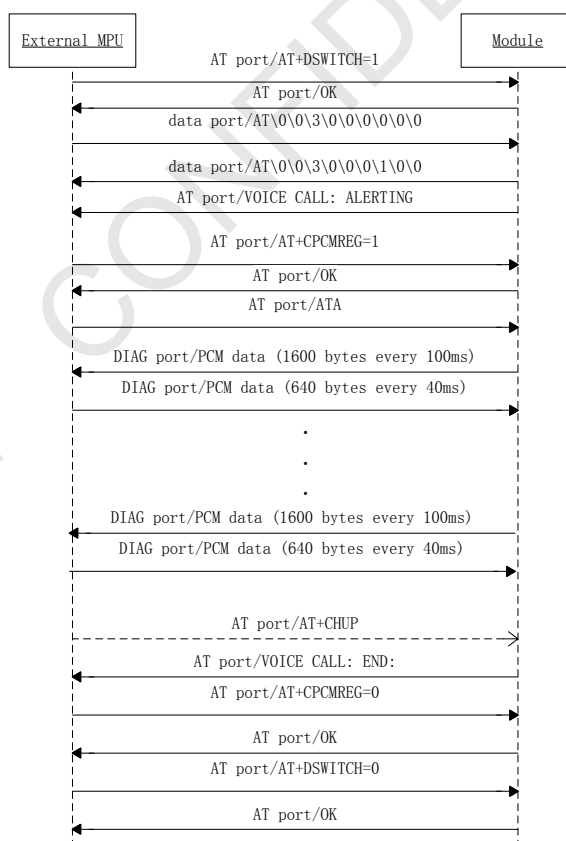 External MPU
Module
AT port/AT+DSWITCH=1
AT port/OK
data port/AT\0\0\3\0\0\0\0\0\0
data port/AT\0\0\3\0\0\0\1\0\0
AT port/VOICE CALL: ALERTING
AT port/AT+CPCMREG=1
AT port/OK
AT port/ATA
DIAG port/PCM data (1600 bytes every 100ms)
DIAG port/PCM data (640 bytes every 40ms)
.
.
.
DIAG port/PCM data (1600 bytes every 100ms)
DIAG port/PCM data (640 bytes every 40ms)
AT port/AT+CHUP
AT port/VOICE CALL: END:
AT port/AT+CPCMREG=0
AT port/OK
AT port/AT+DSWITCH=0
AT port/OK